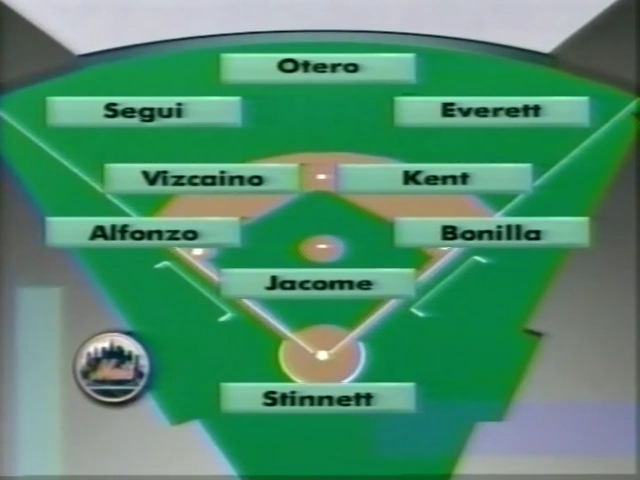 Otero
Segui
Everett
Vizcaino
Kent
Alfonzo
Bonilla
Jacome
Stinnett